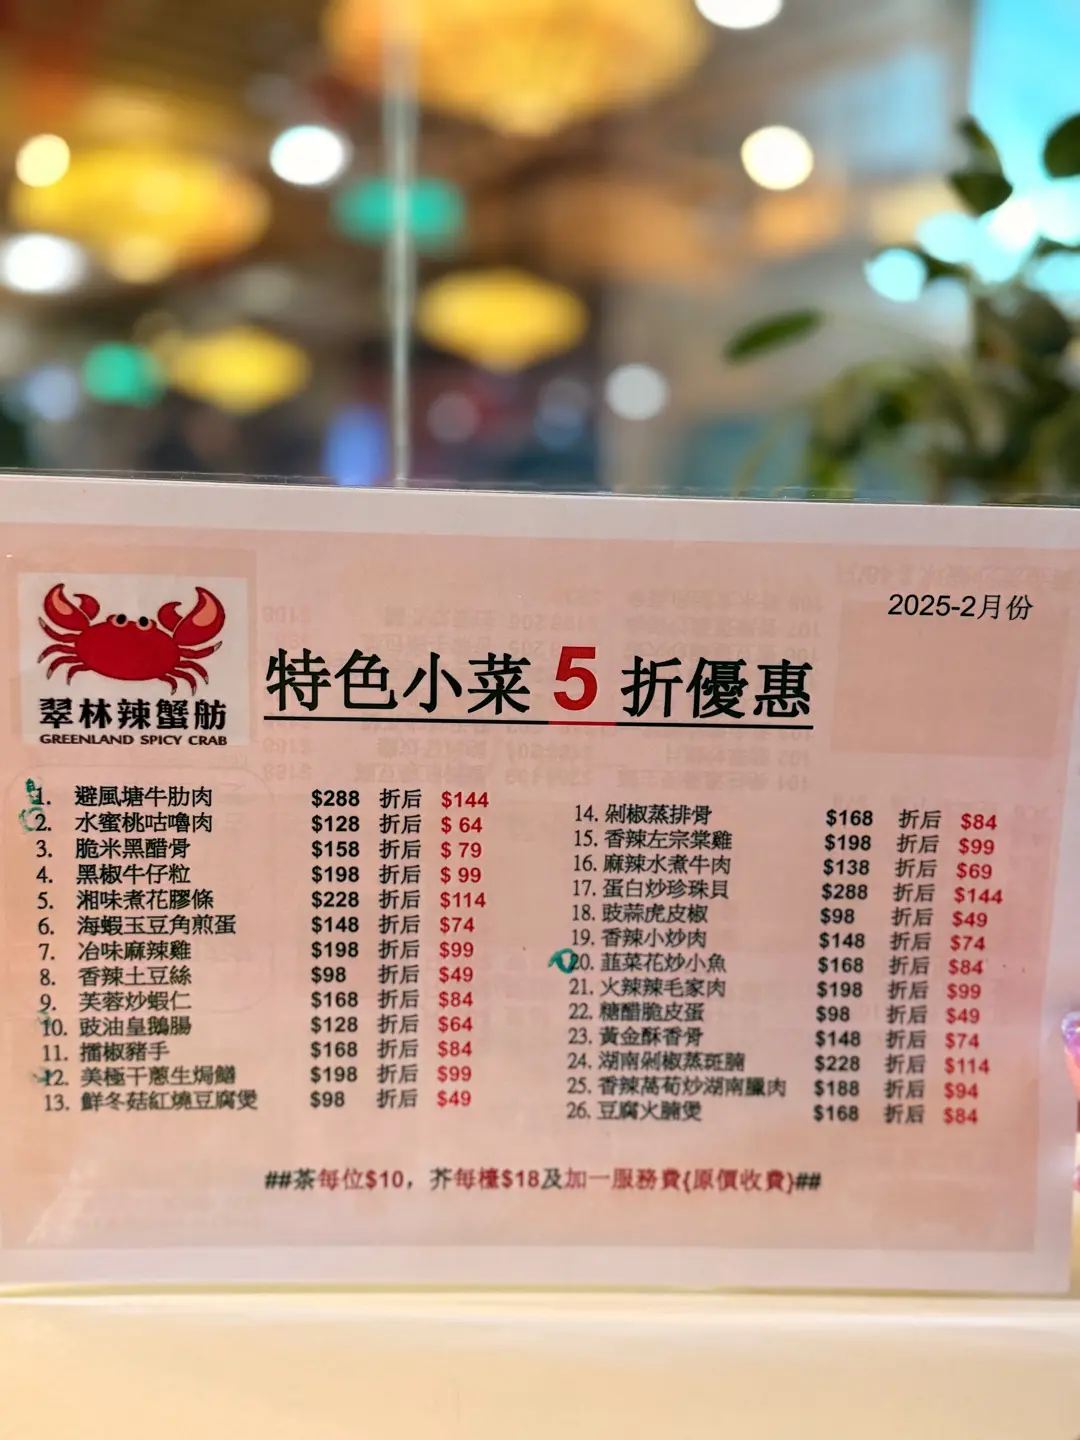 2025-2月份
特色小菜 5 折優惠
翠林辣蟹舫
GREENLAND SPICY CRAB
1. 避風塘牛肋肉 $288 折后 $144
2. 水蜜桃咕嚕肉 $128 折后 $ 64
3. 脆米黑醋骨 $158 折后 $ 79
4. 黑椒牛仔粒 $198 折后 $ 99
5. 湘味煮花膠條 $228 折后 $114
6. 海蝦玉豆角煎蛋 $148 折后 $74
7. 冶味麻辣雞 $198 折后 $99
8. 香辣土豆絲 $98 折后 $49
9. 芙蓉炒蝦仁 $168 折后 $84
10. 豉油皇鵝腸 $128 折后 $64
11. 擂椒豬手 $168 折后 $84
12. 美極干蔥生焗鱔 $198 折后 $99
13. 鮮冬菇紅燒豆腐煲 $98 折后 $49
14. 剁椒蒸排骨 $168 折后 $84
15. 香辣左宗棠雞 $198 折后 $99
16. 麻辣水煮牛肉 $138 折后 $69
17. 蛋白炒珍珠貝 $288 折后 $144
18. 豉蒜虎皮椒 $98 折后 $49
19. 香辣小炒肉 $148 折后 $74
20. 韮菜花炒小魚 $168 折后 $84
21. 火辣辣毛家肉 $198 折后 $99
22. 糖醋脆皮蛋 $98 折后 $49
23. 黃金酥香骨 $148 折后 $74
24. 湖南剁椒蒸斑腩 $228 折后 $114
25. 香辣萵荀炒湖南臘肉 $188 折后 $94
26. 豆腐火腩煲 $168 折后 $84
##茶每位$10，芥每檯$18及加一服務費{原價收費}##